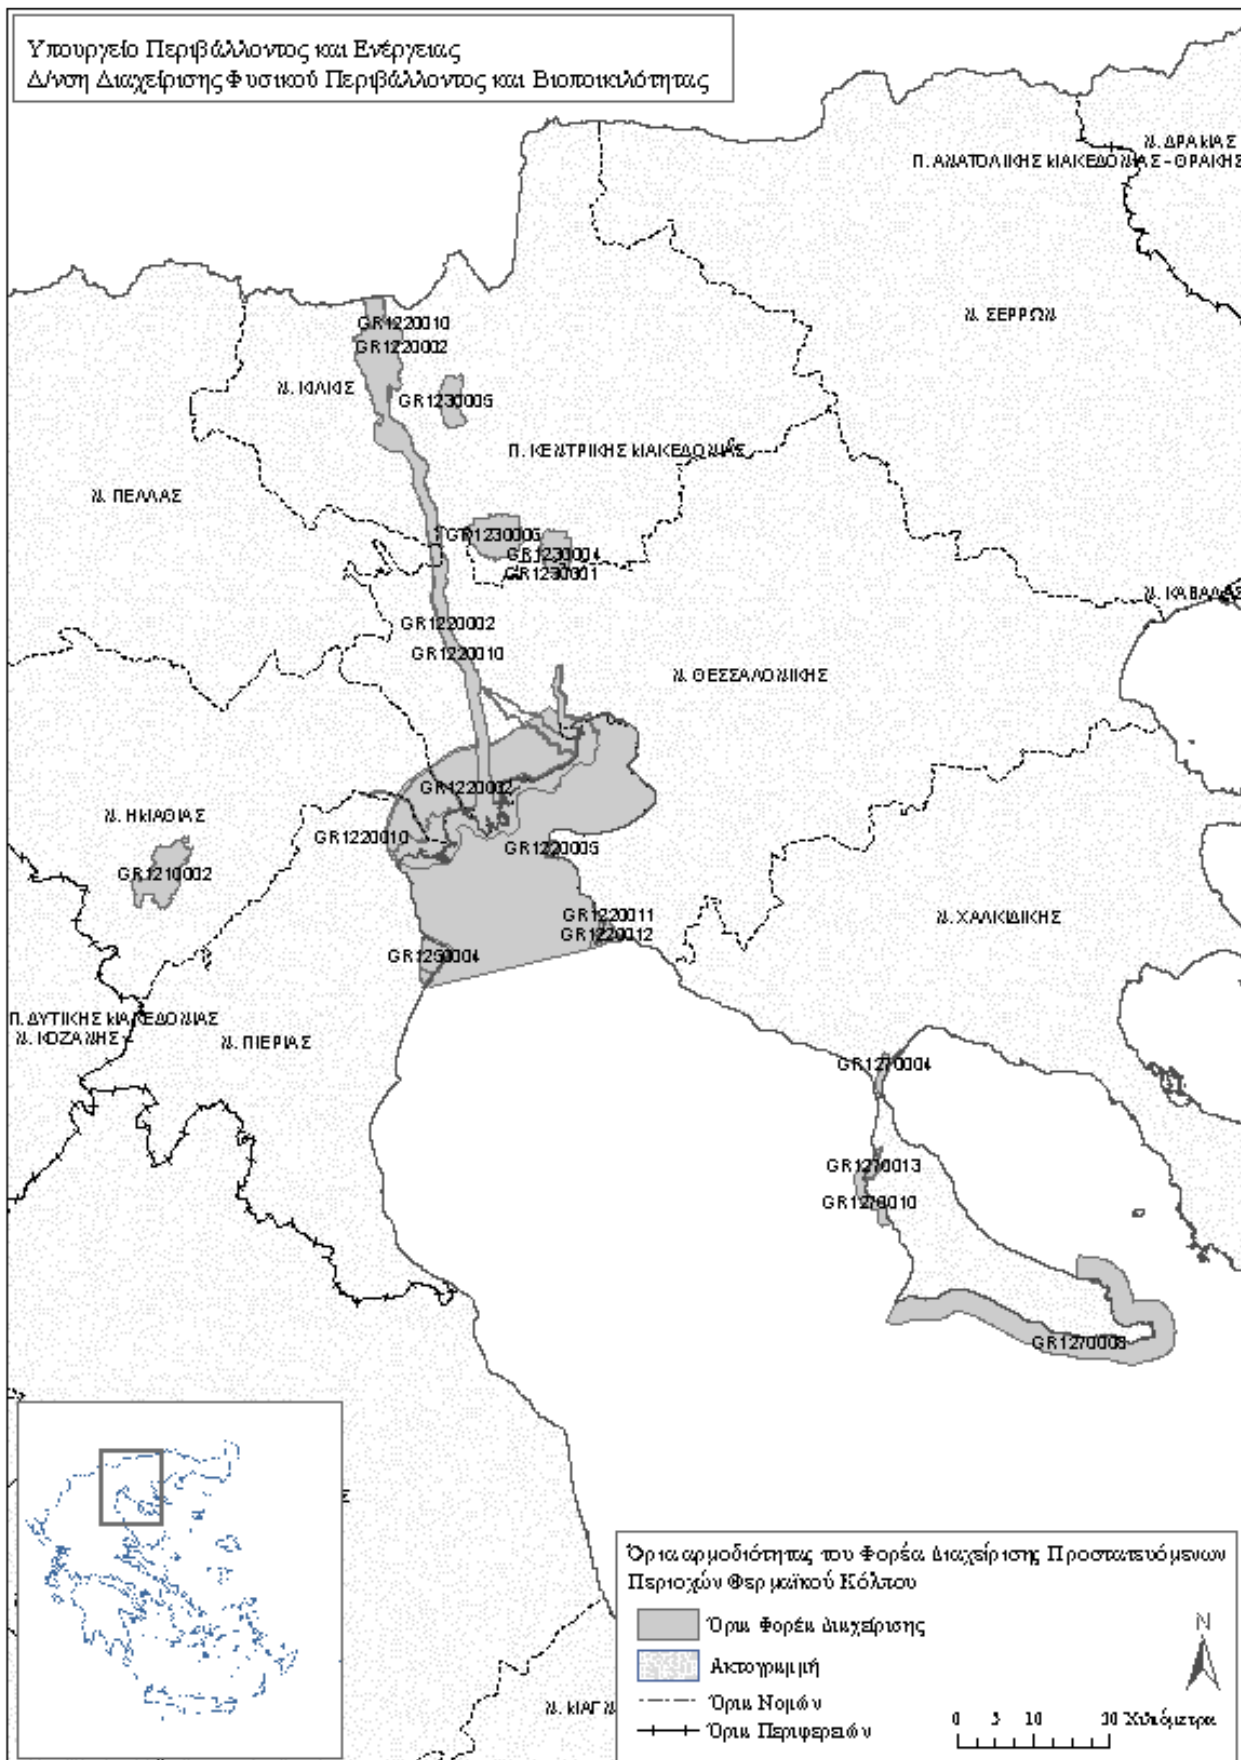 Υπουργείο Περιβάλλοντος και Ενέργειας
Δ/νση Διαχείρισης Φυσικού Περιβάλλοντος και Βιοποικιλότητας
Ν. ΔΡΑΜΑΣ
Π. ΑΝΑΤΟΛΙΚΗΣ ΜΑΚΕΔΟΝΙΑΣ - ΘΡΑΚΗΣ
Ν. ΣΕΡΡΩΝ
GR1220010
GR1220002
Ν. ΚΙΛΚΙΣ
GR1230005
Π. ΚΕΝΤΡΙΚΗΣ ΜΑΚΕΔΟΝΙΑΣ
Ν. ΠΕΛΛΑΣ
GR1230006
GR1230004
GR1230001
Ν. ΚΑΒΑΛΑΣ
GR1220002
GR1220010
Ν. ΘΕΣΣΑΛΟΝΙΚΗΣ
GR1220002
Ν. ΗΜΑΘΙΑΣ
GR1220010
GR1220005
GR1210002
GR1220011
GR1220012
Ν. ΧΑΛΚΙΔΙΚΗΣ
GR1250004
Π. ΔΥΤΙΚΗΣ ΜΑΚΕΔΟΝΙΑΣ
Ν. ΚΟΖΑΝΗΣ
Ν. ΠΙΕΡΙΑΣ
GR1270004
GR1270013
GR1270010
GR1270008
Όρια αρμοδιότητας του Φορέα Διαχείρισης Προστατευόμενων
Περιοχών Θερμαϊκού Κόλπου
Όρια Φορέα Διαχείρισης
N
Ακτογραμμή
Όρια Νομών
Όρια Περιφερειών
0 5 10 20 Χιλιόμετρα
Ν. ΜΑΓΝ